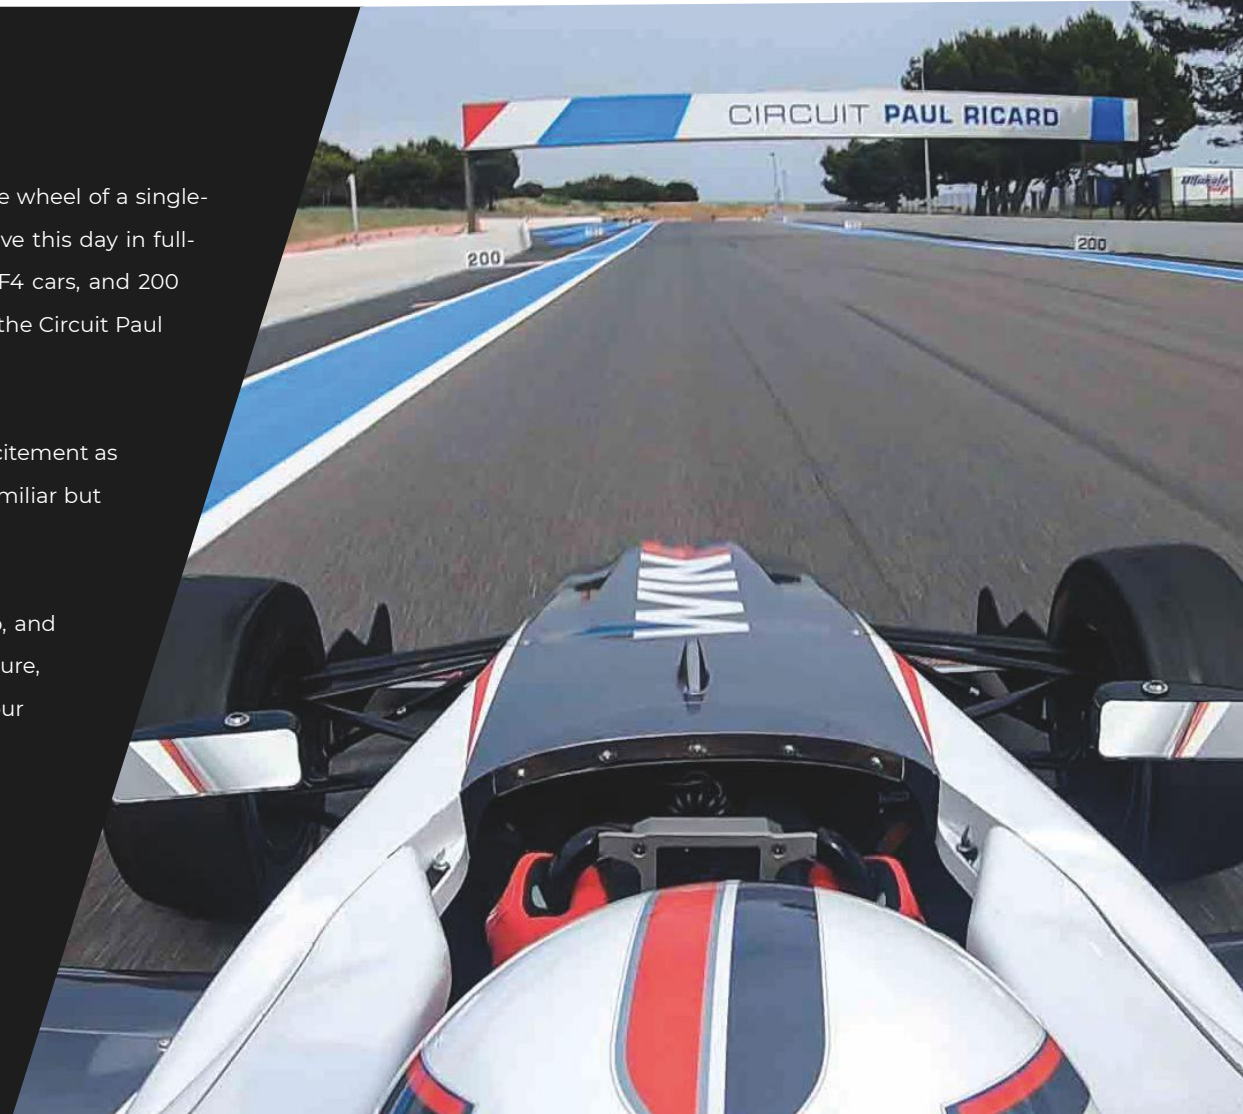 e wheel of a single-
ve this day in full-
F4 cars, and 200
the Circuit Paul
citement as
miliar but
, and
ure,
ur
CIRCUIT PAUL RICARD
200
200